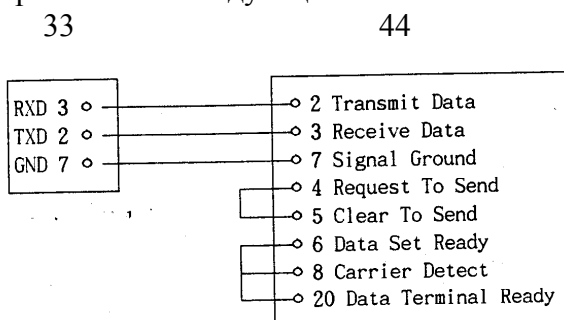 33 44
RXD 3 2 Transmit Data
TXD 2 3 Receive Data
GND 7 7 Signal Ground
4 Request To Send
5 Clear To Send
6 Data Set Ready
8 Carrier Detect
20 Data Terminal Ready